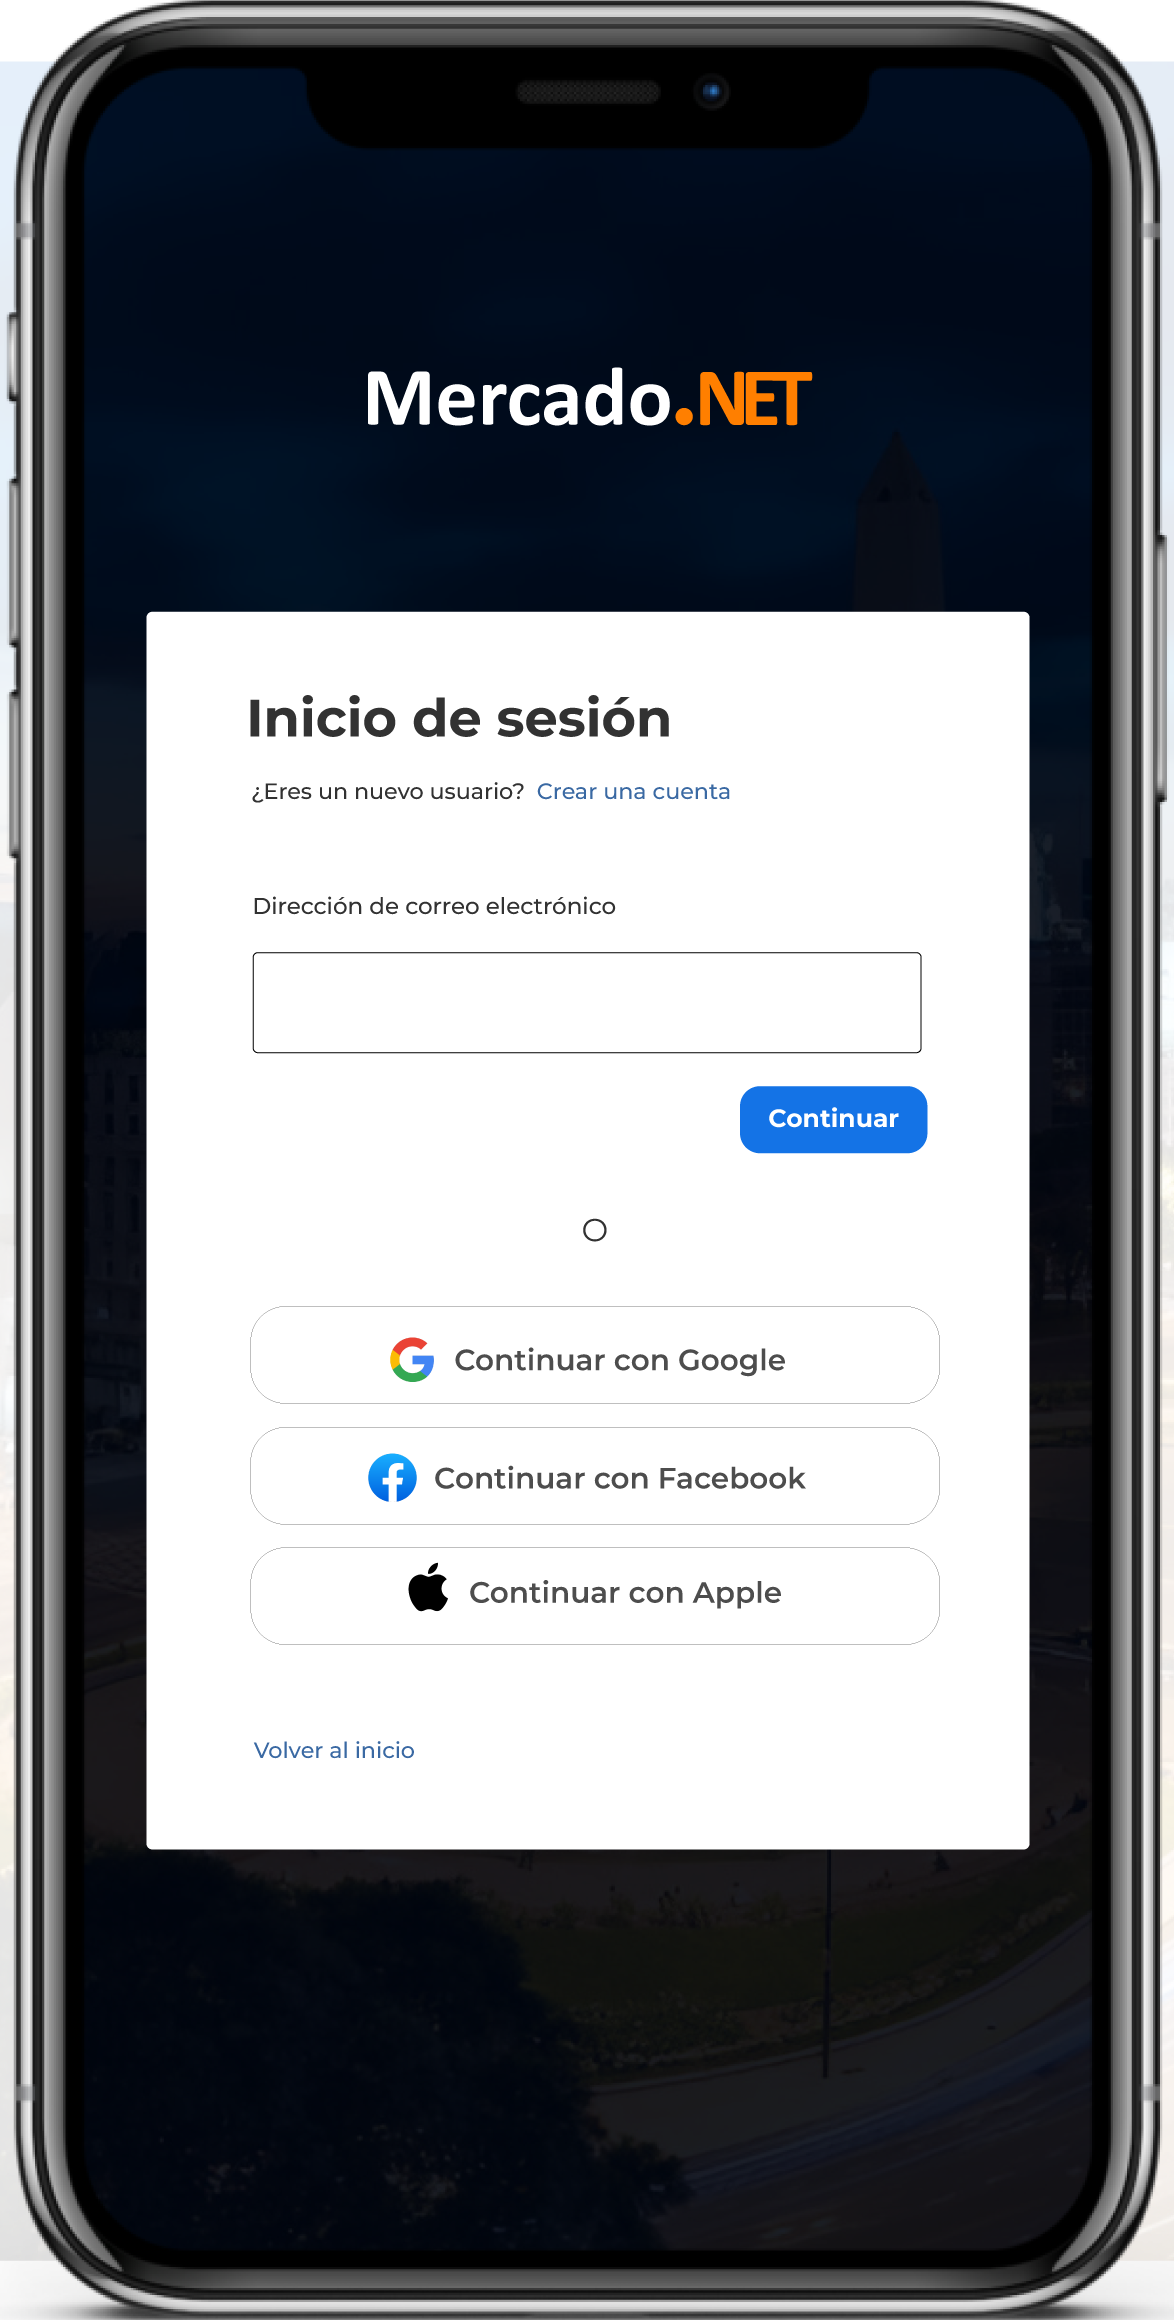 Mercado.NET
Inicio de sesión
¿Eres un nuevo usuario? Crear una cuenta
Dirección de correo electrónico
Continuar
O
Continuar con Google
Continuar con Facebook
Continuar con Apple
Volver al inicio